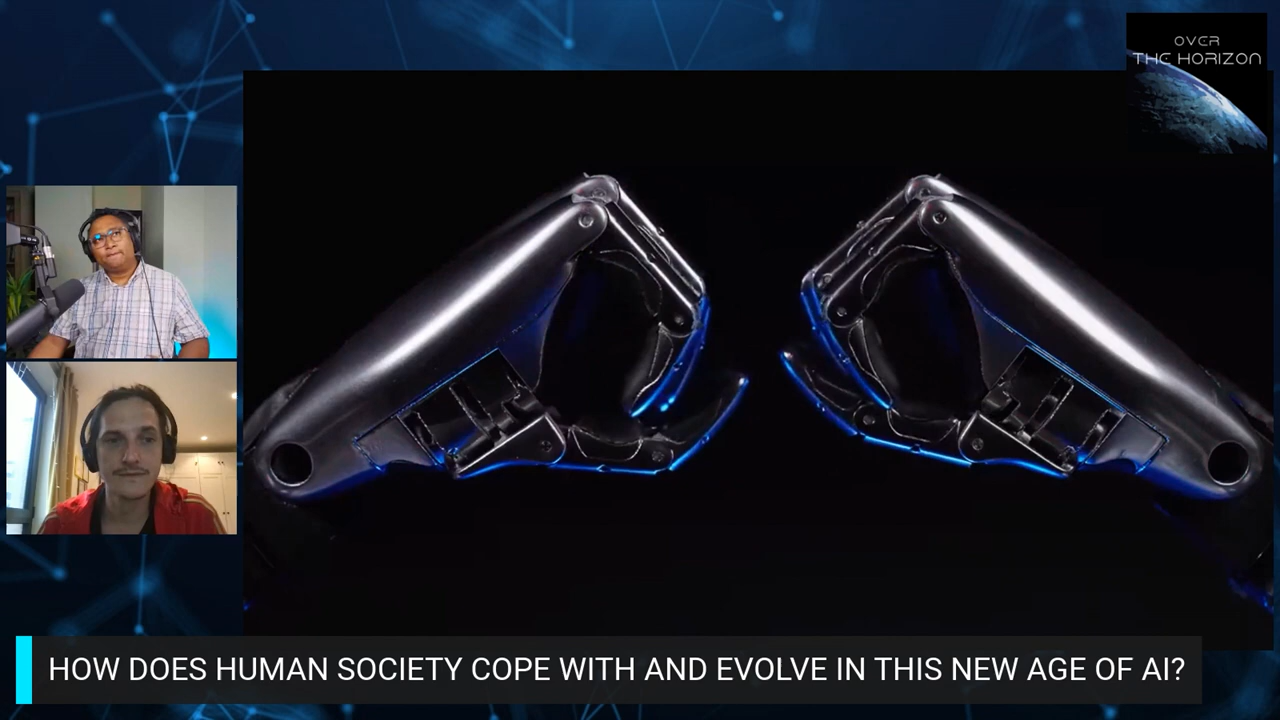 OVER
THE HORIZON
HOW DOES HUMAN SOCIETY COPE WITH AND EVOLVE IN THIS NEW AGE OF AI?